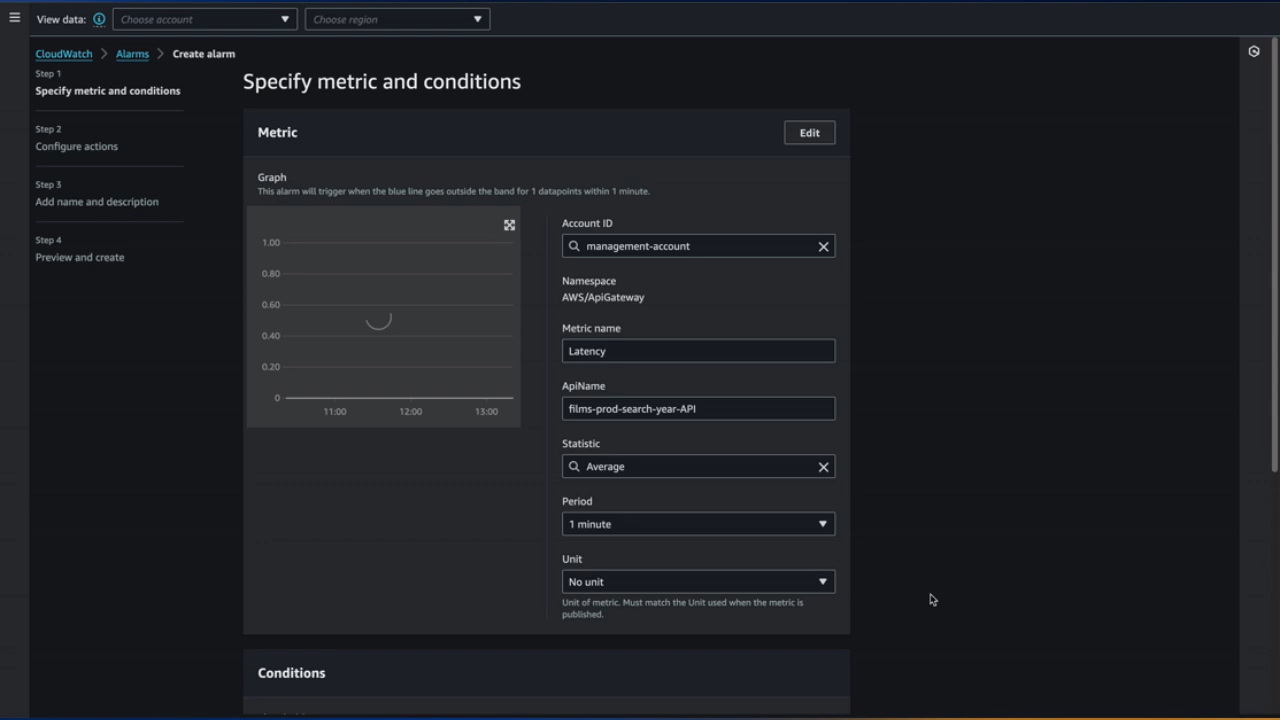 View data:
Choose account
Choose region
CloudWatch
Alarms
Create alarm
Step 1
Specify metric and conditions
Step 2
Configure actions
Step 3
Add name and description
Step 4
Preview and create
Specify metric and conditions
Metric
Edit
Graph
This alarm will trigger when the blue line goes outside the band for 1 datapoints within 1 minute.
1.00
0.80
0.60
0.40
0.20
0
11:00
12:00
13:00
Account ID
management-account
Namespace
AWS/ApiGateway
Metric name
Latency
ApiName
films-prod-search-year-API
Statistic
Average
Period
1 minute
Unit
No unit
Unit of metric. Must match the Unit used when the metric is
published.
Conditions